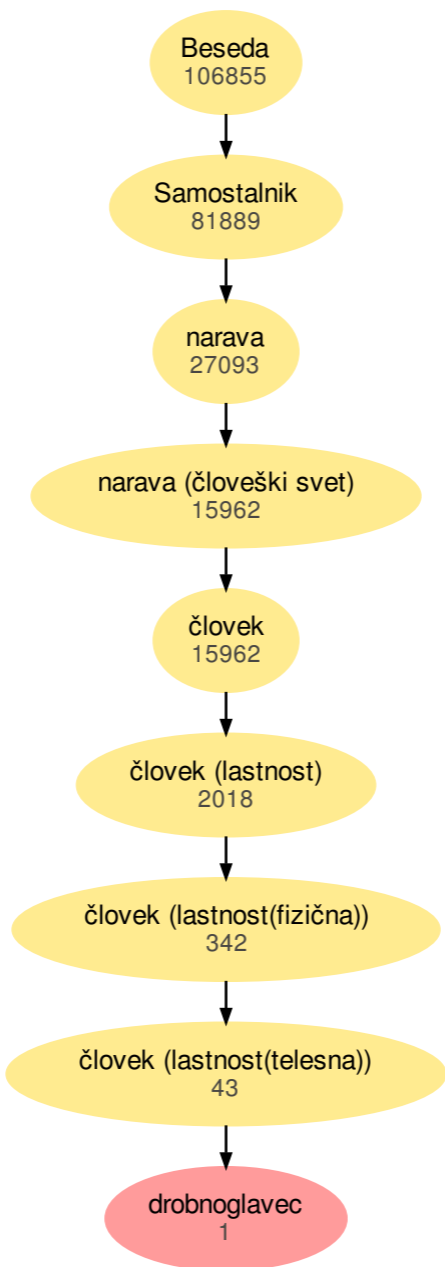 Beseda
106855
Samostalnik
81889
narava
27093
narava (človeški svet)
15962
človek
15962
človek (lastnost)
2018
človek (lastnost(fizična))
342
človek (lastnost(telesna))
43
drobnoglavec
1